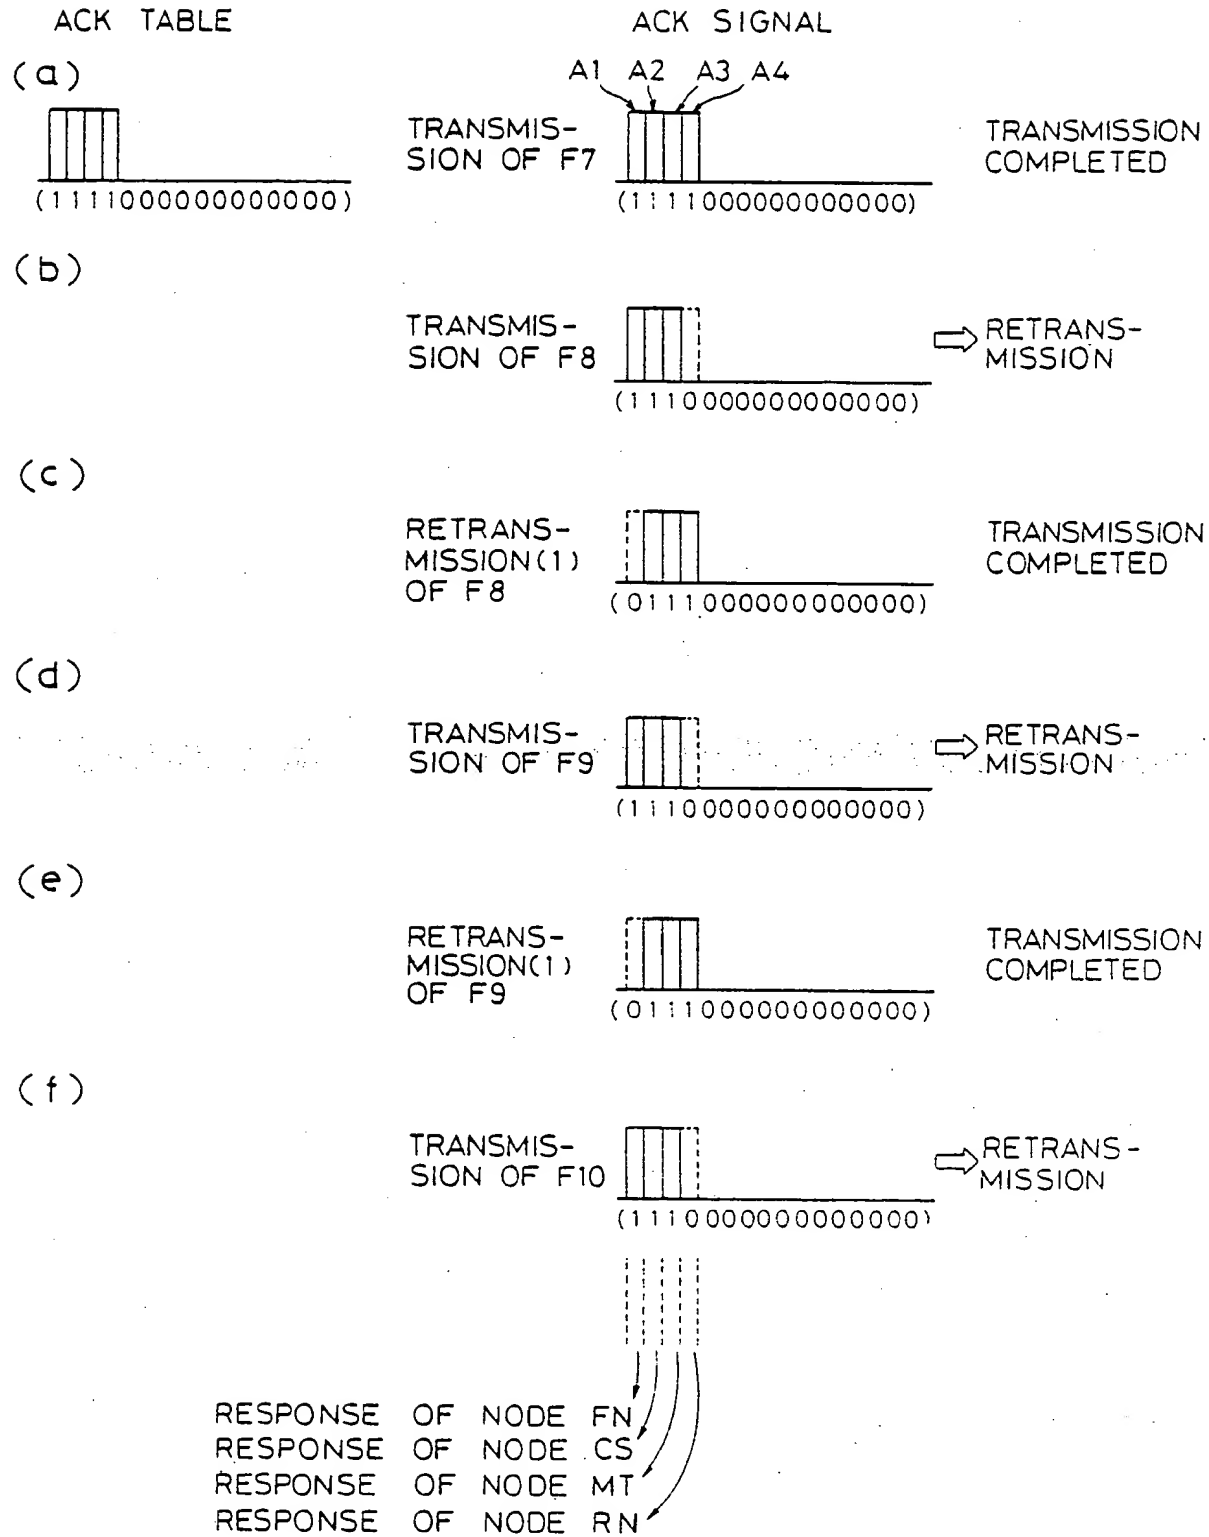 ACK TABLE
ACK SIGNAL
(a)
A1 A2 A3 A4
TRANSMIS-
SION OF F7
TRANSMISSION
COMPLETED
(1111000000000000)
(1111000000000000)
(b)
TRANSMIS-
SION OF F8
RETRANS-
MISSION
(1110000000000000)
(c)
RETRANS-
MISSION(1)
OF F8
TRANSMISSION
COMPLETED
(0111000000000000)
(d)
TRANSMIS-
SION OF F9
RETRANS-
MISSION
(1110000000000000)
(e)
RETRANS-
MISSION(1)
OF F9
TRANSMISSION
COMPLETED
(0111000000000000)
(f)
TRANSMIS-
SION OF F10
RETRANS-
MISSION
(1110000000000000)
RESPONSE OF NODE FN
RESPONSE OF NODE CS
RESPONSE OF NODE MT
RESPONSE OF NODE RN